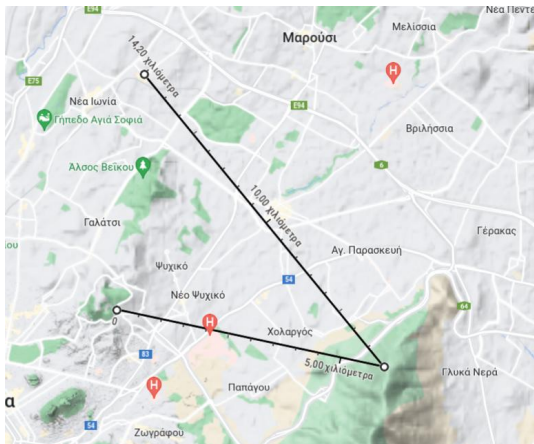 E94
Νέα Πεντέ
Μαρούσι
Μελίσσια
14,20 χιλιόμετρα
H
E75
Νέα Ιωνία
E94
Γήπεδο Αγιά Σοφιά
Βριλήσσια
Άλσος Βεΐκου
6
10,00 χιλιόμετρα
Γαλάτσι
Γέρακας
Αγ. Παρασκευή
ου
Ψυχικό
54
Νέο Ψυχικό
64
0
H
Χολαργός
83
5,00 χιλιόμετρα
Γλυκά Νερά
H
Παπάγου
α
54
Ζωγράφου